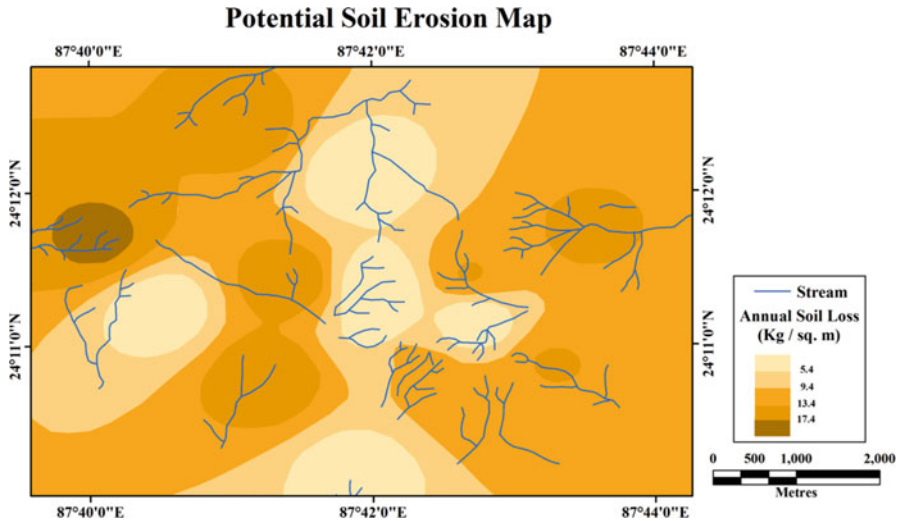 Potential Soil Erosion Map
87°40'0"E 87°42'0"E 87°44'0"E
24°12'0"N 24°12'0"N
24°11'0"N 24°11'0"N
Stream
Annual Soil Loss
(Kg / sq. m)
5.4
9.4
13.4
17.4
0 500 1,000 2,000
Metres
87°40'0"E 87°42'0"E 87°44'0"E